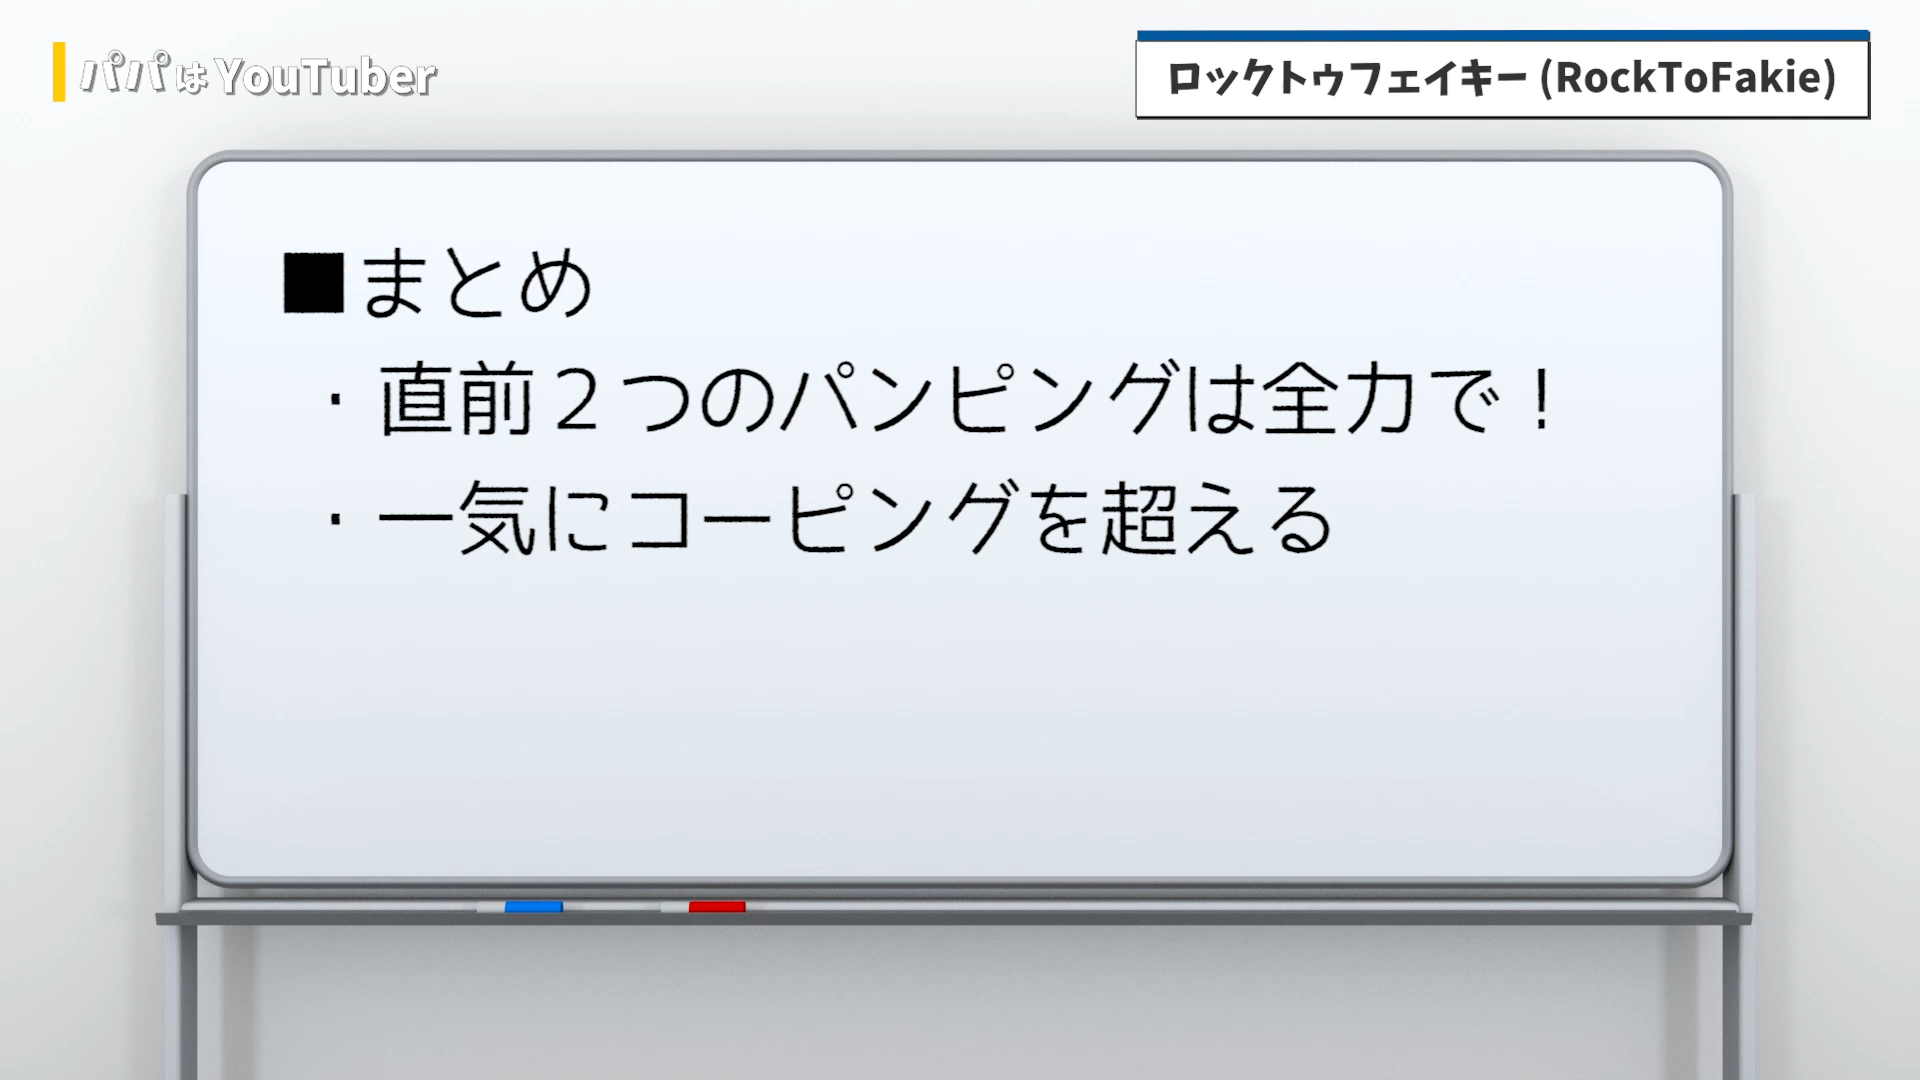 パパはYouTuber
ロックトゥフェイキー(RockToFakie)
■まとめ
・直前２つのパンピングは全力で！
・一気にコーピングを超える